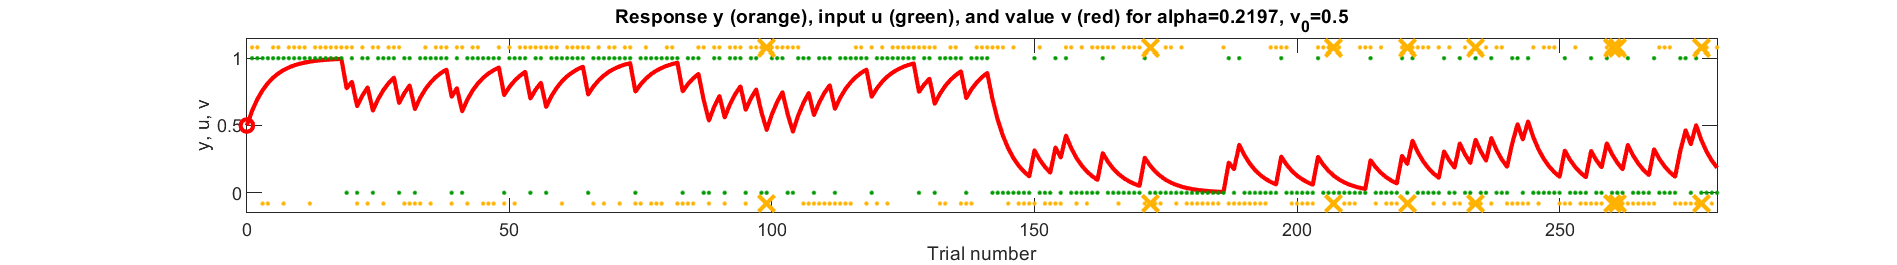 Response y (orange), input u (green), and value v (red) for alpha=0.2197, v0=0.5
y, u, v
1
0.5
0
0 50 100 150 200 250
Trial number